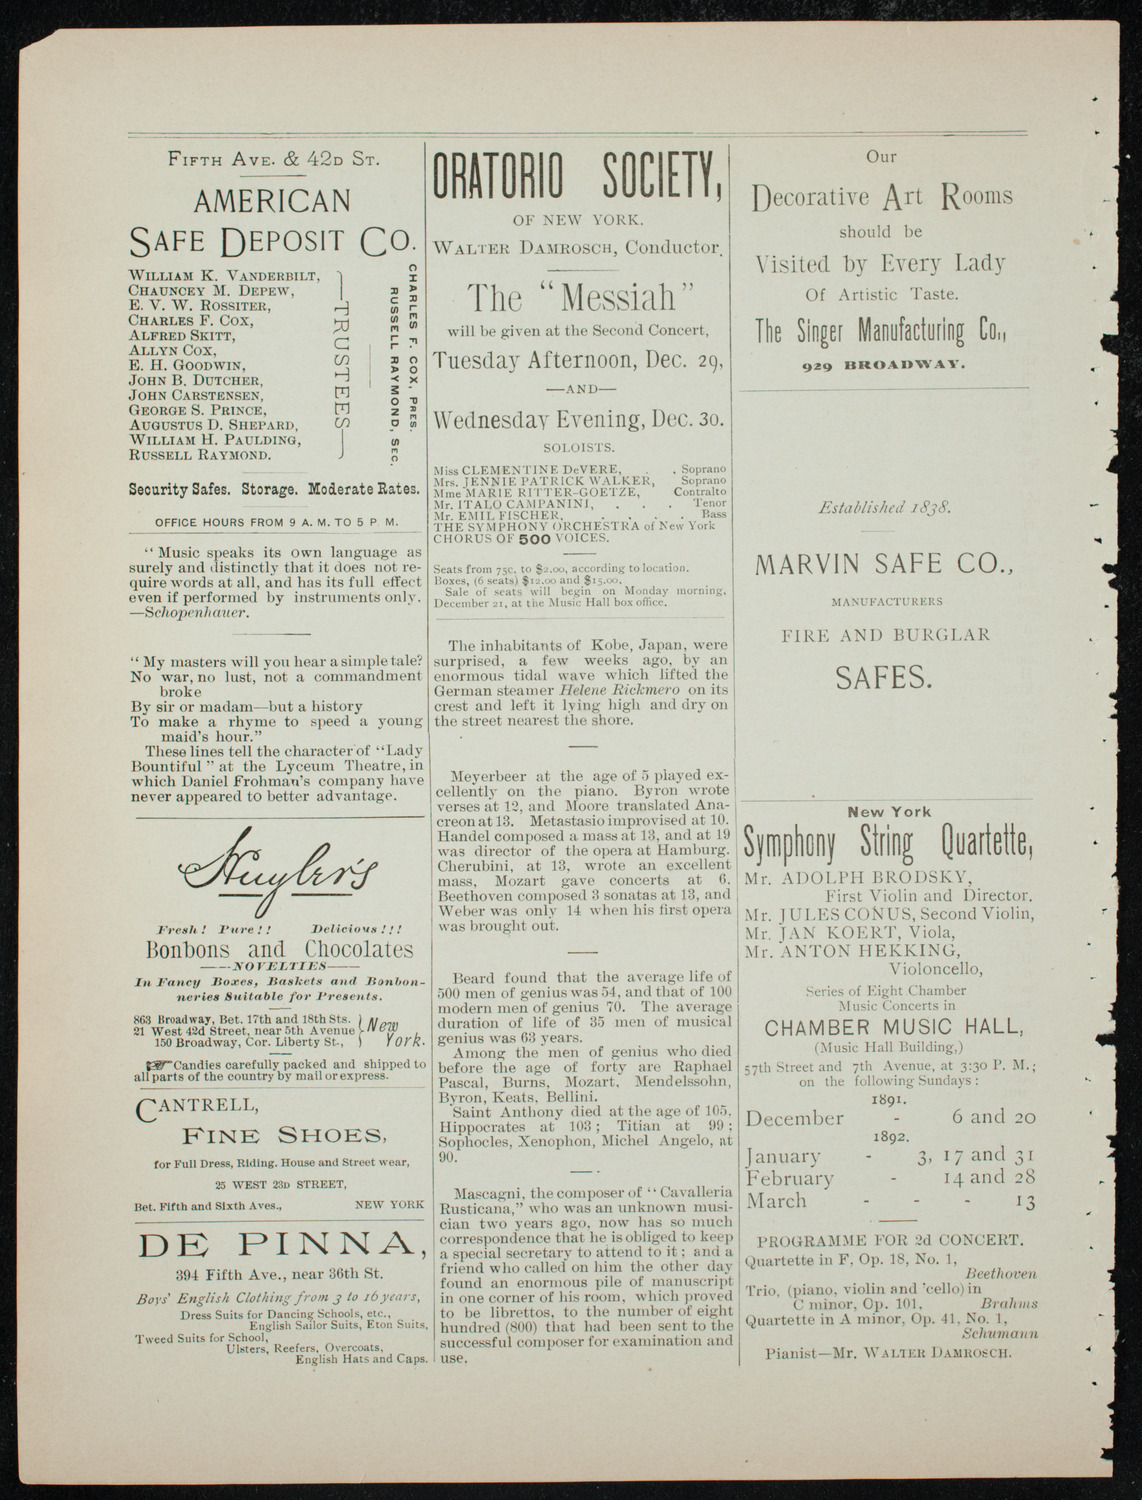 FIFTH AVE. & 42D ST.
AMERICAN
SAFE DEPOSIT CO.
WILLIAM K. VANDERBILT,
CHAUNCEY M. DEPEW,
E. V. W. ROSSITER,
CHARLES F. COX,
ALFRED SKITT,
ALLYN COX,
E. H. GOODWIN,
JOHN B. DUTCHER,
JOHN CARSTENSEN,
GEORGE S. PRINCE,
AUGUSTUS D. SHEPARD,
WILLIAM H. PAULDING,
RUSSELL RAYMOND.
TRUSTEES
CHARLES F. COX, PRES.
RUSSELL RAYMOND, SEC.
Security Safes. Storage. Moderate Rates.
OFFICE HOURS FROM 9 A. M. TO 5 P M.
“ Music speaks its own language as
surely and distinctly that it does not re-
quire words at all, and has its full effect
even if performed by instruments only.
—Schopenhauer.
“ My masters will you hear a simple tale?
No war, no lust, not a commandment
broke
By sir or madam—but a history
To make a rhyme to speed a young
maid's hour.”
These lines tell the character of “Lady
Bountiful ” at the Lyceum Theatre, in
which Daniel Frohman's company have
never appeared to better advantage.
Huyler's
Fresh! Pure!! Delicious!!!
Bonbons and Chocolates
——NOVELTIES——
In Fancy Boxes, Baskets and Bonbon-
neries Suitable for Presents.
863 Broadway, Bet. 17th and 18th Sts.
21 West 42d Street, near 5th Avenue
150 Broadway, Cor. Liberty St.,
New
York.
Candies carefully packed and shipped to
all parts of the country by mail or express.
CANTRELL,
FINE SHOES,
for Full Dress, Riding. House and Street wear,
25 WEST 23D STREET,
Bet. Fifth and Sixth Aves., NEW YORK
DE PINNA,
394 Fifth Ave., near 36th St.
Boys' English Clothing from 3 to 16 years,
Dress Suits for Dancing Schools, etc.,
English Sailor Suits, Eton Suits,
Tweed Suits for School,
Ulsters, Reefers, Overcoats,
English Hats and Caps.
ORATORIO SOCIETY,
OF NEW YORK.
WALTER DAMROSCH, Conductor.
The “Messiah”
will be given at the Second Concert,
Tuesday Afternoon, Dec. 29,
—AND—
Wednesday Evening, Dec. 30.
SOLOISTS.
Miss CLEMENTINE DeVERE, . . Soprano
Mrs. JENNIE PATRICK WALKER, Soprano
Mme MARIE RITTER-GOETZE, Contralto
Mr. ITALO CAMPANINI, . . . Tenor
Mr. EMIL FISCHER, . . . . Bass
THE SYMPHONY ORCHESTRA of New York
CHORUS OF 500 VOICES.
Seats from 75c. to $2.00, according to location.
Boxes, (6 seats) $12.00 and $15.00.
Sale of seats will begin on Monday morning,
December 21, at the Music Hall box office.
The inhabitants of Kobe, Japan, were
surprised, a few weeks ago, by an
enormous tidal wave which lifted the
German steamer Helene Rickmero on its
crest and left it lying high and dry on
the street nearest the shore.
Meyerbeer at the age of 5 played ex-
cellently on the piano. Byron wrote
verses at 12, and Moore translated Ana-
creon at 13. Metastasio improvised at 10.
Handel composed a mass at 13, and at 19
was director of the opera at Hamburg.
Cherubini, at 13, wrote an excellent
mass, Mozart gave concerts at 6.
Beethoven composed 3 sonatas at 13, and
Weber was only 14 when his first opera
was brought out.
Beard found that the average life of
500 men of genius was 54, and that of 100
modern men of genius 70. The average
duration of life of 35 men of musical
genius was 63 years.
Among the men of genius who died
before the age of forty are Raphael
Pascal, Burns, Mozart, Mendelssohn,
Byron, Keats, Bellini.
Saint Anthony died at the age of 105,
Hippocrates at 103; Titian at 99;
Sophocles, Xenophon, Michel Angelo, at
90.
Mascagni, the composer of “ Cavalleria
Rusticana,” who was an unknown musi-
cian two years ago, now has so much
correspondence that he is obliged to keep
a special secretary to attend to it; and a
friend who called on him the other day
found an enormous pile of manuscript
in one corner of his room, which proved
to be librettos, to the number of eight
hundred (800) that had been sent to the
successful composer for examination and
use.
Our
Decorative Art Rooms
should be
Visited by Every Lady
Of Artistic Taste.
The Singer Manufacturing Co.,
929 BROADWAY.
Established 1838.
MARVIN SAFE CO.,
MANUFACTURERS
FIRE AND BURGLAR
SAFES.
New York
Symphony String Quartette,
Mr. ADOLPH BRODSKY,
First Violin and Director.
Mr. JULES CONUS, Second Violin,
Mr. JAN KOERT, Viola,
Mr. ANTON HEKKING,
Violoncello,
Series of Eight Chamber
Music Concerts in
CHAMBER MUSIC HALL,
(Music Hall Building,)
57th Street and 7th Avenue, at 3:30 P. M.;
on the following Sundays:
1891.
December - 6 and 20
1892.
January - 3, 17 and 31
February - 14 and 28
March - - - 13
PROGRAMME FOR 2d CONCERT.
Quartette in F, Op. 18, No. 1,
Beethoven
Trio, (piano, violin and 'cello) in
C minor, Op. 101, Brahms
Quartette in A minor, Op. 41, No. 1,
Schumann
Pianist—Mr. WALTER DAMROSCH.